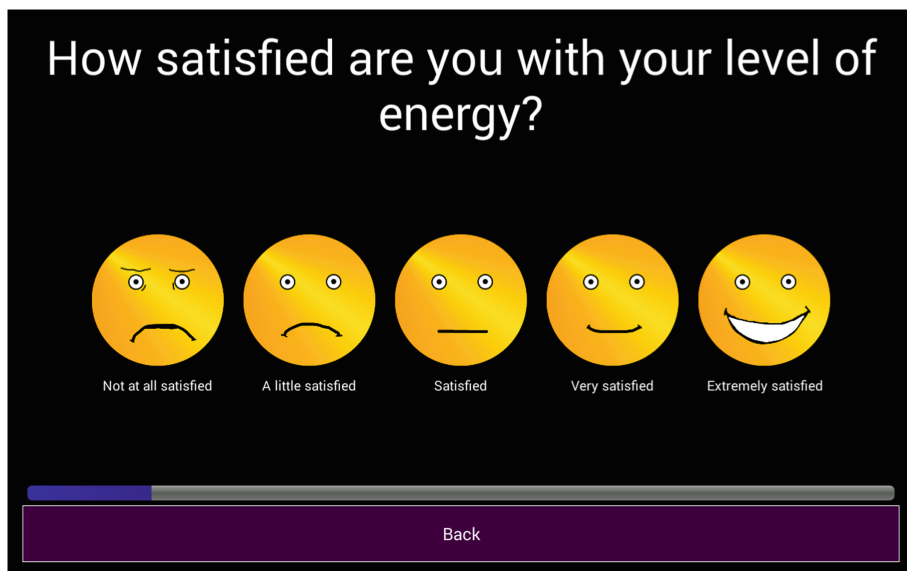 How satisfied are you with your level of
energy?
Not at all satisfied
A little satisfied
Satisfied
Very satisfied
Extremely satisfied
Back